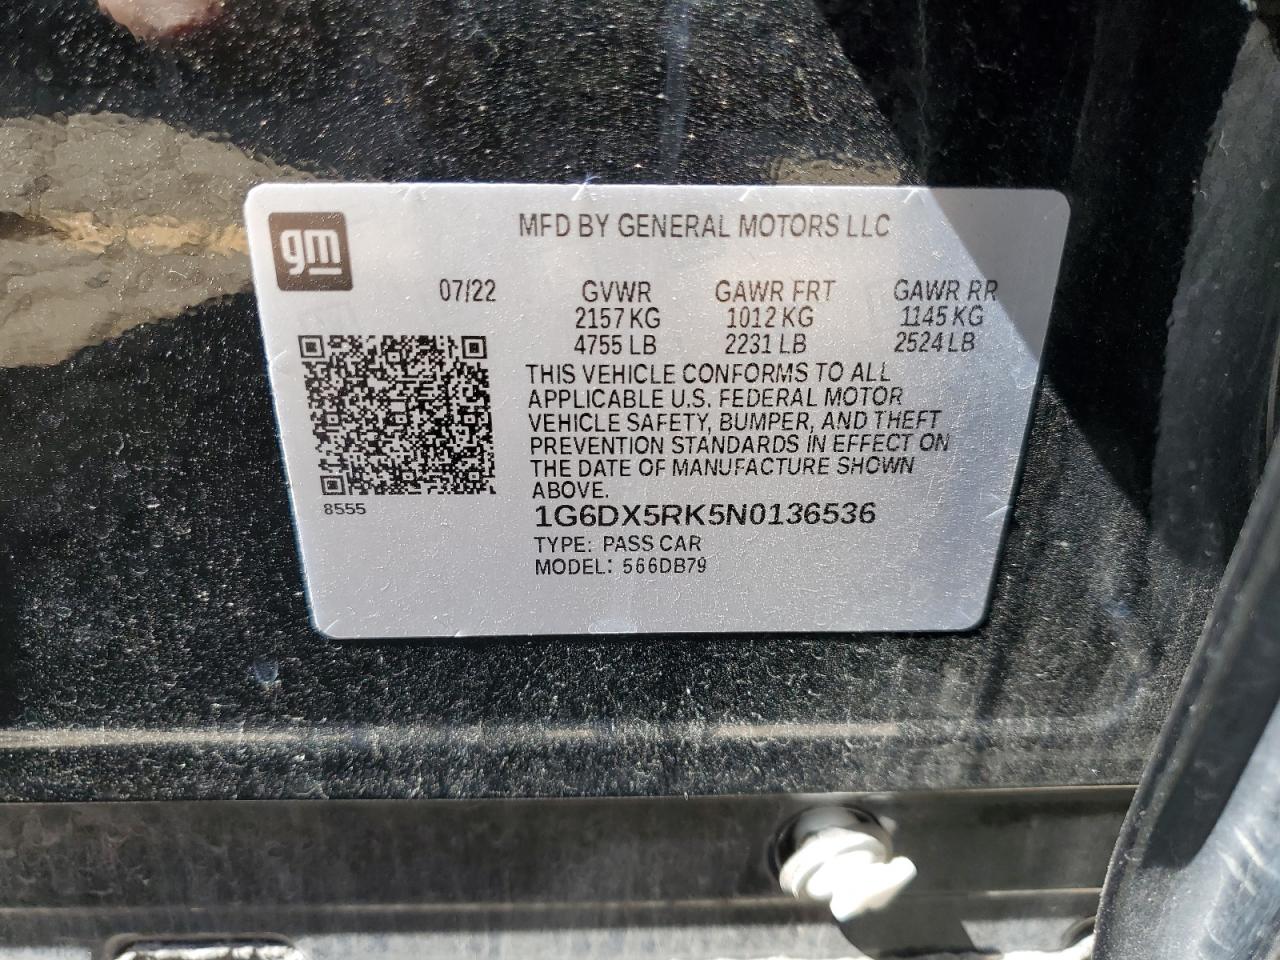 gm
MFD BY GENERAL MOTORS LLC
07/22 GVWR GAWR FRT GAWR RR
2157 KG 1012 KG 1145 KG
4755 LB 2231 LB 2524 LB
THIS VEHICLE CONFORMS TO ALL
APPLICABLE U.S. FEDERAL MOTOR
VEHICLE SAFETY, BUMPER, AND THEFT
PREVENTION STANDARDS IN EFFECT ON
THE DATE OF MANUFACTURE SHOWN
ABOVE.
8555
1G6DX5RK5N0136536
TYPE: PASS CAR
MODEL: 566DB79